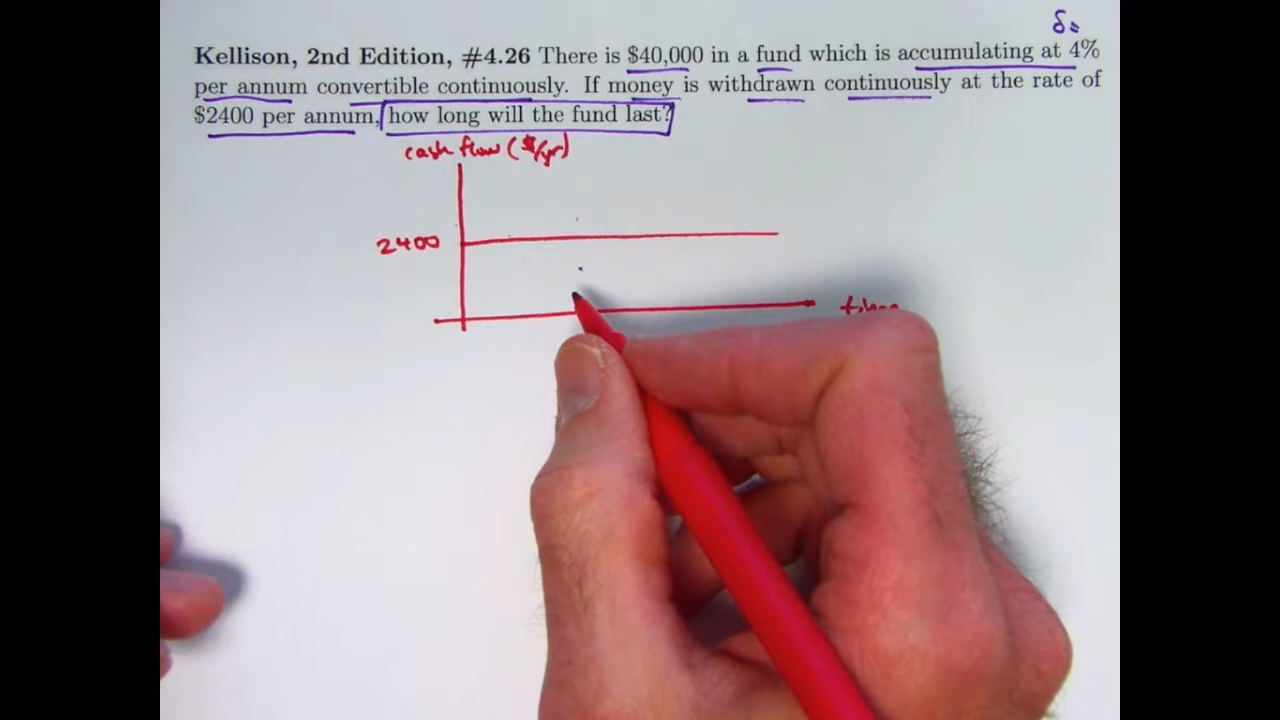 δ=
Kellison, 2nd Edition, #4.26 There is $40,000 in a fund which is accumulating at 4%
per annum convertible continuously. If money is withdrawn continuously at the rate of
$2400 per annum, how long will the fund last?
cash flow ($/yr)
2400